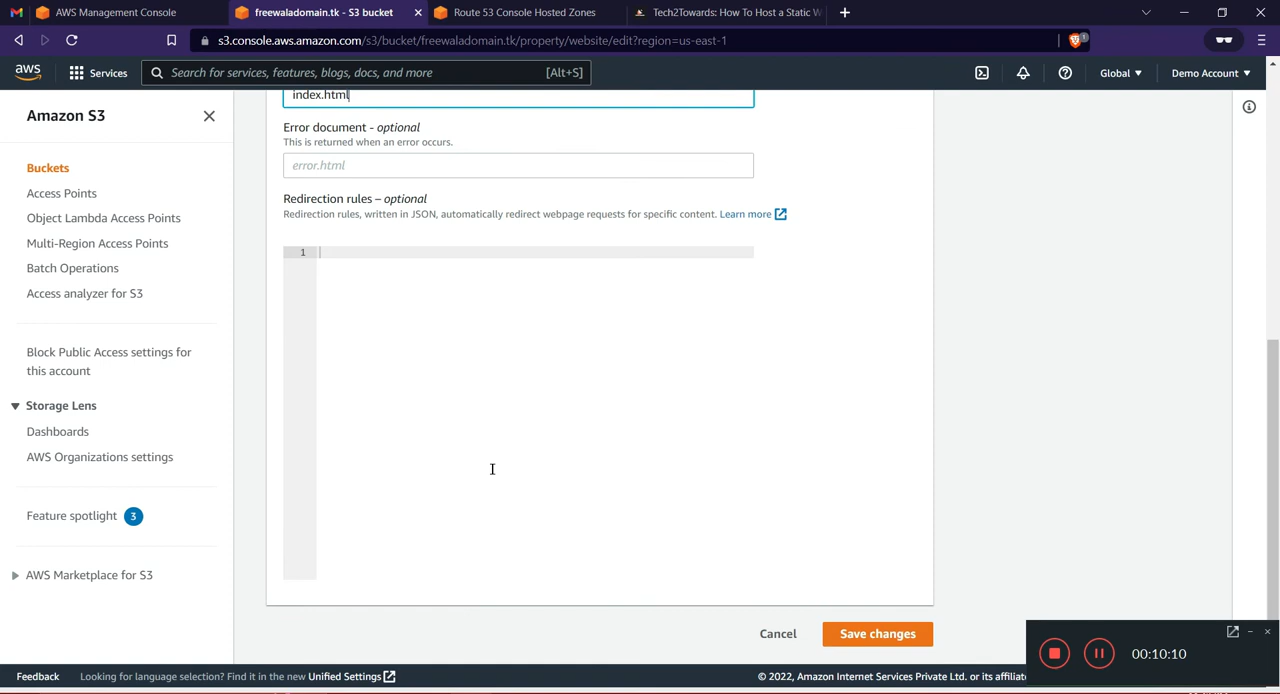 AWS Management Console
freewaladomain.tk - S3 bucket
Route 53 Console Hosted Zones
Tech2Towards: How To Host a Static W
s3.console.aws.amazon.com/s3/bucket/freewaladomain.tk/property/website/edit?region=us-east-1
aws
Services
Search for services, features, blogs, docs, and more
[Alt+S]
Global
Demo Account
Amazon S3
Buckets
Access Points
Object Lambda Access Points
Multi-Region Access Points
Batch Operations
Access analyzer for S3
Block Public Access settings for
this account
Storage Lens
Dashboards
AWS Organizations settings
Feature spotlight 3
AWS Marketplace for S3
index.html
Error document - optional
This is returned when an error occurs.
error.html
Redirection rules – optional
Redirection rules, written in JSON, automatically redirect webpage requests for specific content. Learn more
1
Cancel
Save changes
00:10:10
Feedback
Looking for language selection? Find it in the new Unified Settings
© 2022, Amazon Internet Services Private Ltd. or its affiliate